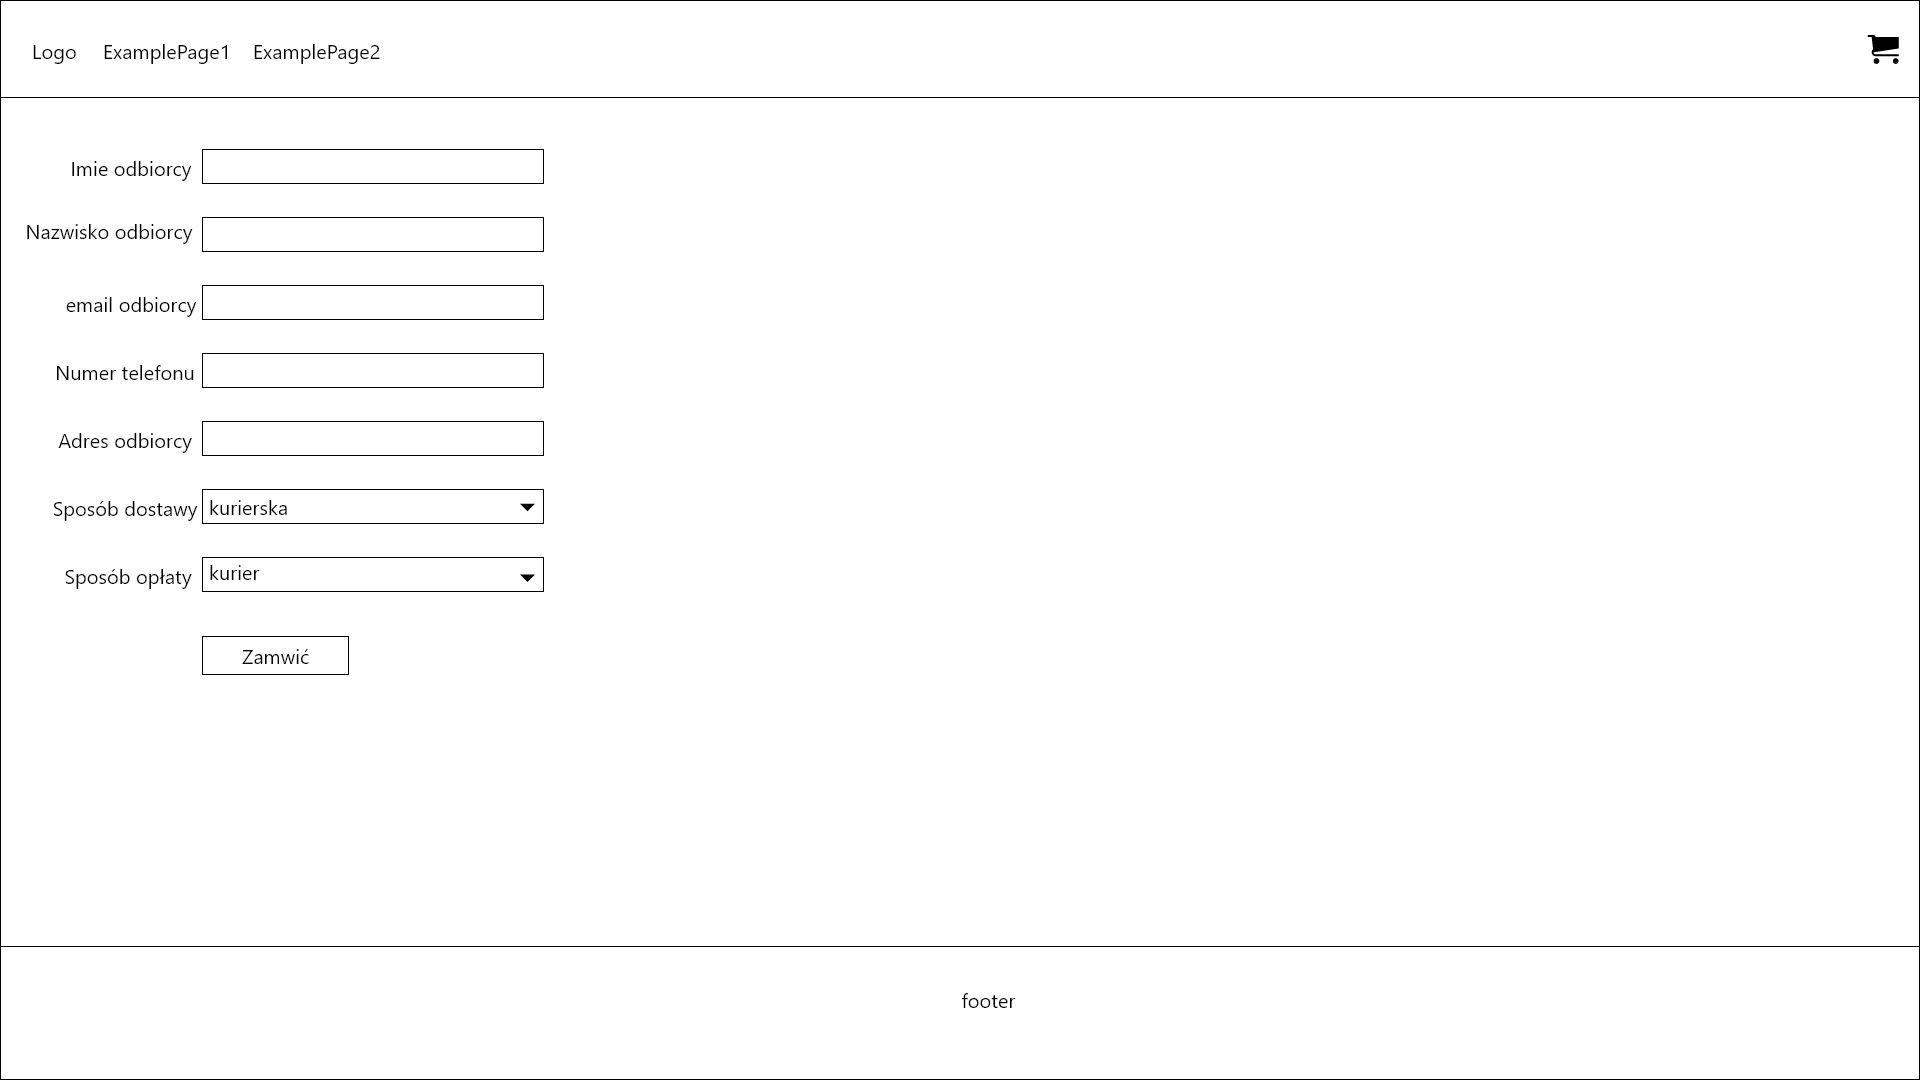 Logo ExamplePage1 ExamplePage2
Imie odbiorcy
Nazwisko odbiorcy
email odbiorcy
Numer telefonu
Adres odbiorcy
Sposób dostawy kurierska
Sposób opłaty kurier
Zamwić
footer